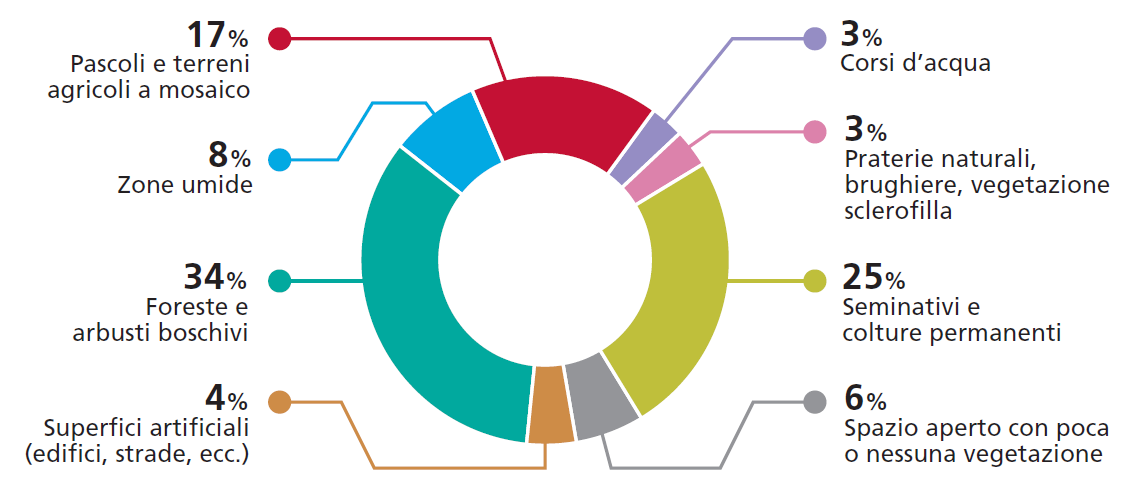 17%
Pascoli e terreni
agricoli a mosaico
8%
Zone umide
34%
Foreste e
arbusti boschivi
4%
Superfici artificiali
(edifici, strade, ecc.)
3%
Corsi d’acqua
3%
Praterie naturali,
brughiere, vegetazione
sclerofilla
25%
Seminativi e
colture permanenti
6%
Spazio aperto con poca
o nessuna vegetazione